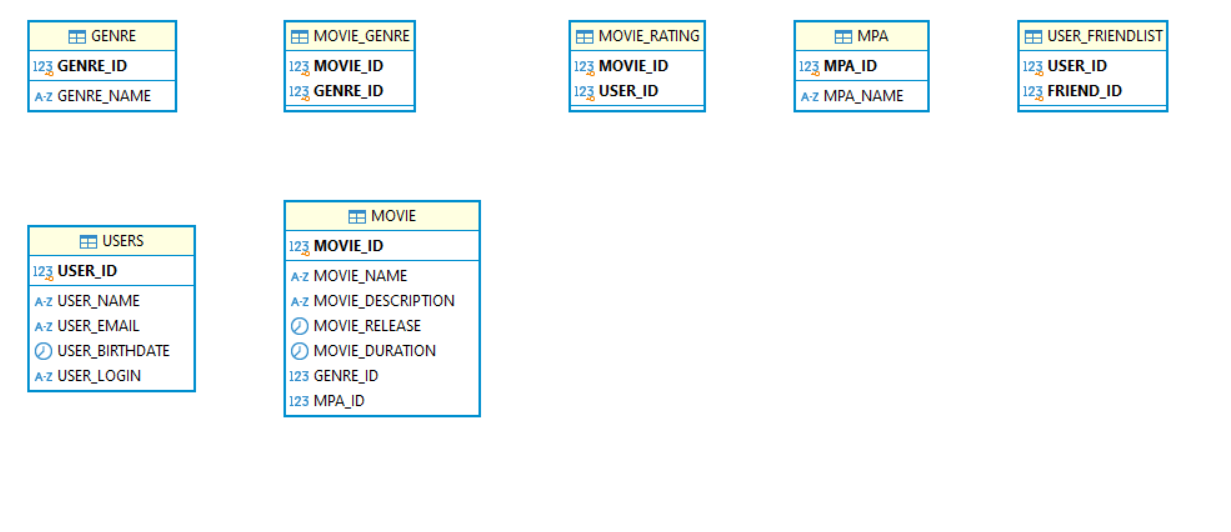 GENRE
123 GENRE_ID
A-Z GENRE_NAME
MOVIE_GENRE
123 MOVIE_ID
123 GENRE_ID
MOVIE_RATING
123 MOVIE_ID
123 USER_ID
MPA
123 MPA_ID
A-Z MPA_NAME
USER_FRIENDLIST
123 USER_ID
123 FRIEND_ID
USERS
123 USER_ID
A-Z USER_NAME
A-Z USER_EMAIL
USER_BIRTHDATE
A-Z USER_LOGIN
MOVIE
123 MOVIE_ID
A-Z MOVIE_NAME
A-Z MOVIE_DESCRIPTION
MOVIE_RELEASE
MOVIE_DURATION
123 GENRE_ID
123 MPA_ID